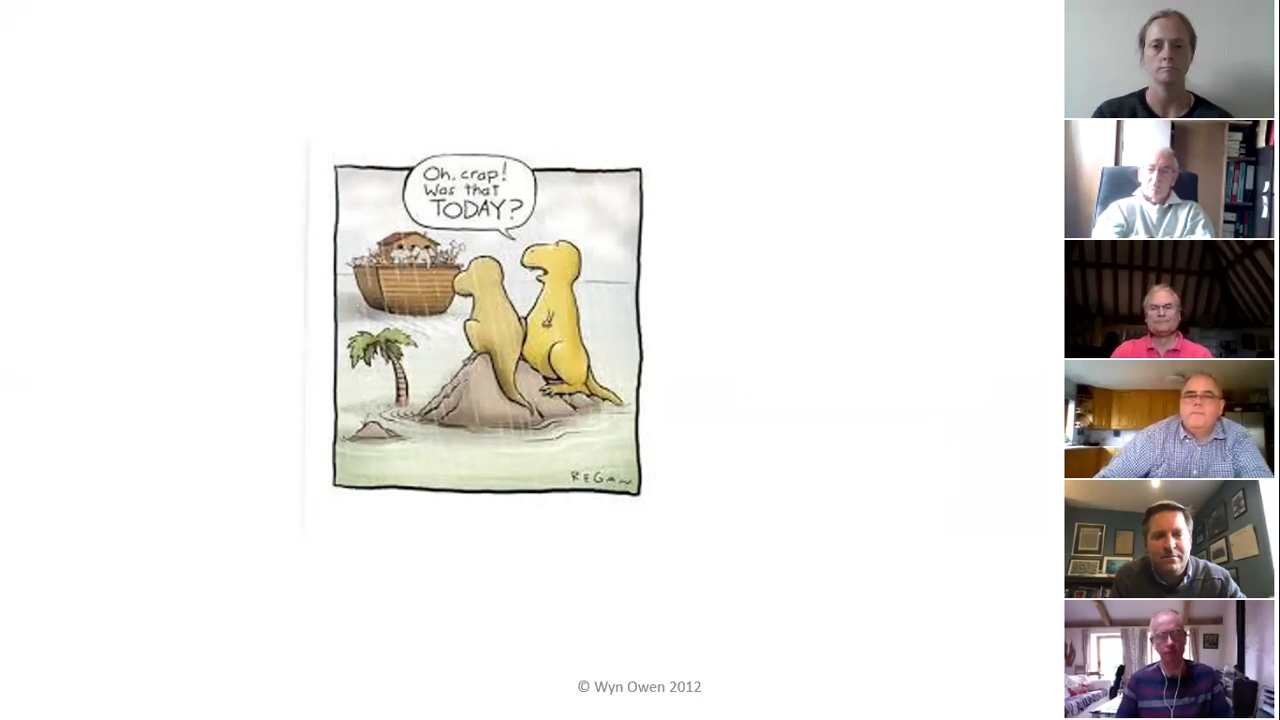 Oh, crap!
Was that
TODAY?
REGAN
© Wyn Owen 2012